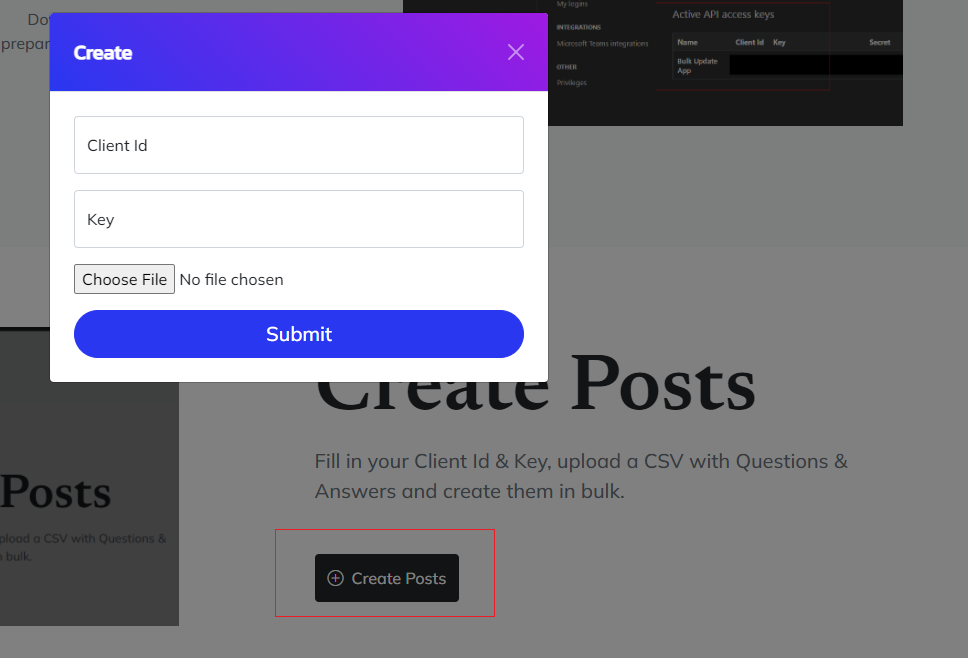 prepar
Create
Client Id
Key
Choose File No file chosen
Submit
My logins
INTEGRATIONS
Microsoft Teams integrations
OTHER
Privileges
Active API access keys
Name Client Id Key Secret
Bulk Update
App
Create Posts
Fill in your Client Id & Key, upload a CSV with Questions &
Answers and create them in bulk.
Create Posts
Posts
pload a CSV with Questions &
bulk.